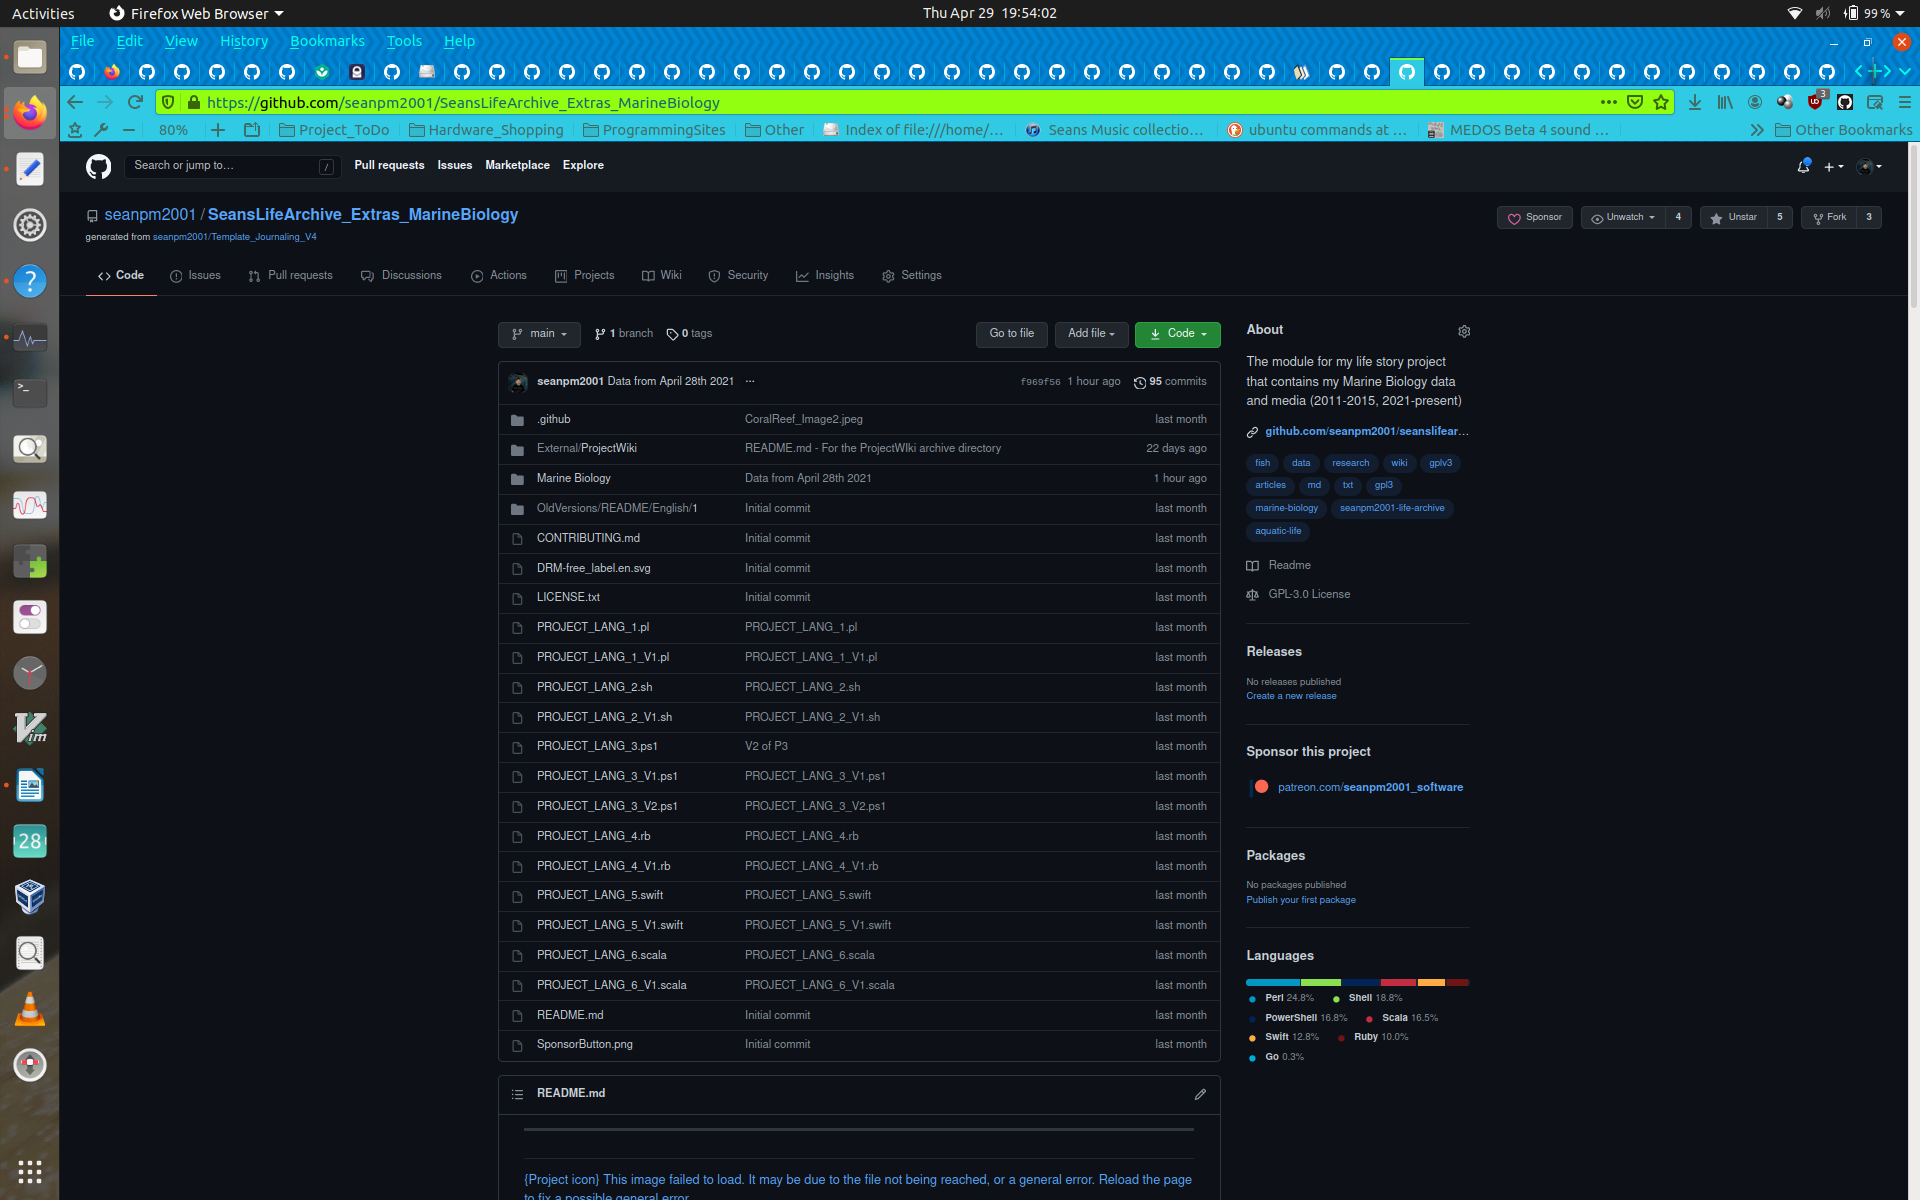 Activities Firefox Web Browser Thu Apr 29 19:54:02 99 %
File Edit View History Bookmarks Tools Help
https://github.com/seanpm2001/SeansLifeArchive_Extras_MarineBiology 3
80% Project_ToDo Hardware_Shopping ProgrammingSites Other Index of file:///home/... Seans Music collectio... ubuntu commands at ... MEDOS Beta 4 sound ... Other Bookmarks
Search or jump to... / Pull requests Issues Marketplace Explore
seanpm2001 / SeansLifeArchive_Extras_MarineBiology Sponsor Unwatch 4 Unstar 5 Fork 3
generated from seanpm2001/Template_Journaling_V4
Code Issues Pull requests Discussions Actions Projects Wiki Security Insights Settings
main 1 branch 0 tags Go to file Add file Code
seanpm2001 Data from April 28th 2021 ... f969f56 1 hour ago 95 commits
.github CoralReef_Image2.jpeg last month
External/ProjectWiki README.md - For the ProjectWIki archive directory 22 days ago
Marine Biology Data from April 28th 2021 1 hour ago
OldVersions/README/English/1 Initial commit last month
CONTRIBUTING.md Initial commit last month
DRM-free_label.en.svg Initial commit last month
LICENSE.txt Initial commit last month
PROJECT_LANG_1.pl PROJECT_LANG_1.pl last month
PROJECT_LANG_1_V1.pl PROJECT_LANG_1_V1.pl last month
PROJECT_LANG_2.sh PROJECT_LANG_2.sh last month
PROJECT_LANG_2_V1.sh PROJECT_LANG_2_V1.sh last month
PROJECT_LANG_3.ps1 V2 of P3 last month
PROJECT_LANG_3_V1.ps1 PROJECT_LANG_3_V1.ps1 last month
PROJECT_LANG_3_V2.ps1 PROJECT_LANG_3_V2.ps1 last month
PROJECT_LANG_4.rb PROJECT_LANG_4.rb last month
PROJECT_LANG_4_V1.rb PROJECT_LANG_4_V1.rb last month
PROJECT_LANG_5.swift PROJECT_LANG_5.swift last month
PROJECT_LANG_5_V1.swift PROJECT_LANG_5_V1.swift last month
PROJECT_LANG_6.scala PROJECT_LANG_6.scala last month
PROJECT_LANG_6_V1.scala PROJECT_LANG_6_V1.scala last month
README.md Initial commit last month
SponsorButton.png Initial commit last month
README.md
{Project icon} This image failed to load. It may be due to the file not being reached, or a general error. Reload the page
to fix a possible general error.
About
The module for my life story project
that contains my Marine Biology data
and media (2011-2015, 2021-present)
github.com/seanpm2001/seanslifear...
fish data research wiki gplv3
articles md txt gpl3
marine-biology seanpm2001-life-archive
aquatic-life
Readme
GPL-3.0 License
Releases
No releases published
Create a new release
Sponsor this project
patreon.com/seanpm2001_software
Packages
No packages published
Publish your first package
Languages
Perl 24.8% Shell 18.8%
PowerShell 16.8% Scala 16.5%
Swift 12.8% Ruby 10.0%
Go 0.3%
28
Vim